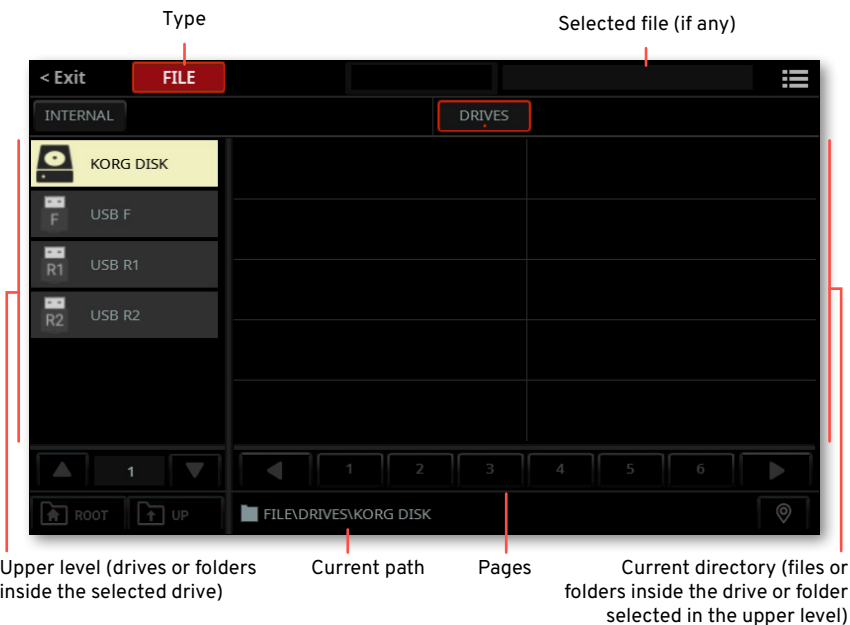 Type
Selected file (if any)
< Exit
FILE
INTERNAL
DRIVES
KORG DISK
F
USB F
R1
USB R1
R2
USB R2
1
1
2
3
4
5
6
ROOT
UP
FILE\DRIVES\KORG DISK
Upper level (drives or folders
inside the selected drive)
Current path
Pages
Current directory (files or
folders inside the drive or folder
selected in the upper level)